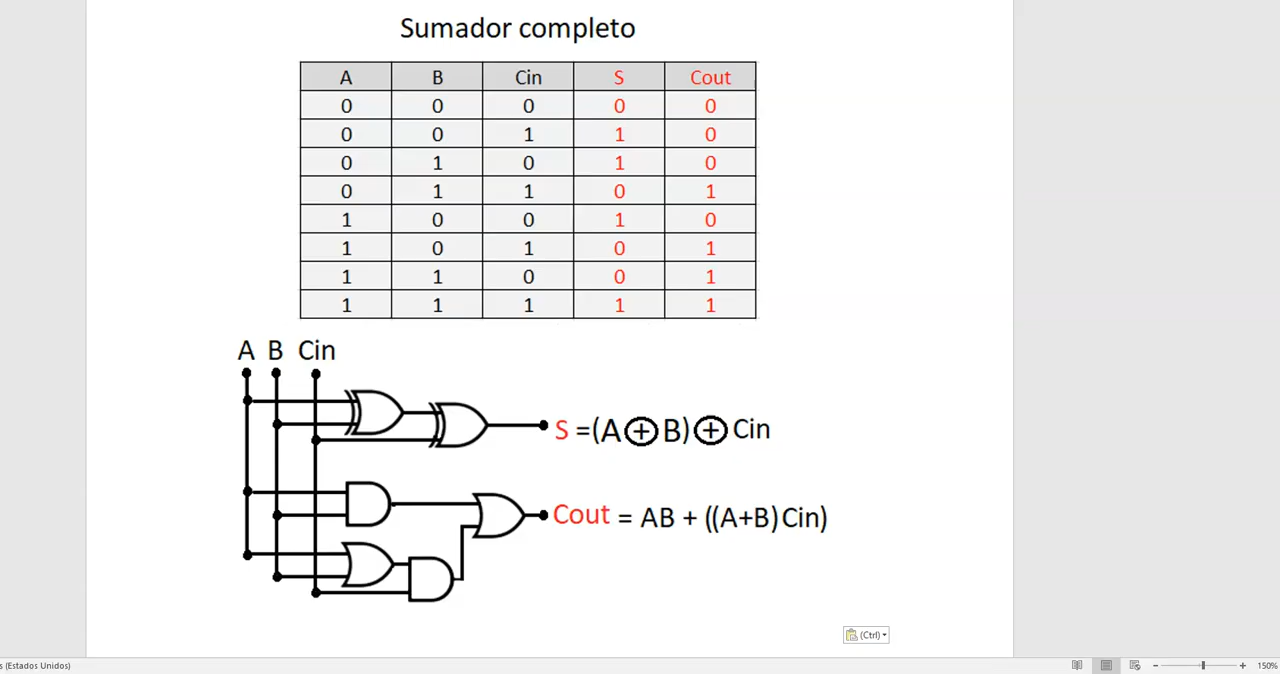 Sumador completo
A B Cin S Cout
0 0 0 0 0
0 0 1 1 0
0 1 0 1 0
0 1 1 0 1
1 0 0 1 0
1 0 1 0 1
1 1 0 0 1
1 1 1 1 1
A B Cin
S =(A⊕B)⊕Cin
Cout = AB + ((A+B)Cin)
(Ctrl)
s (Estados Unidos)
150%